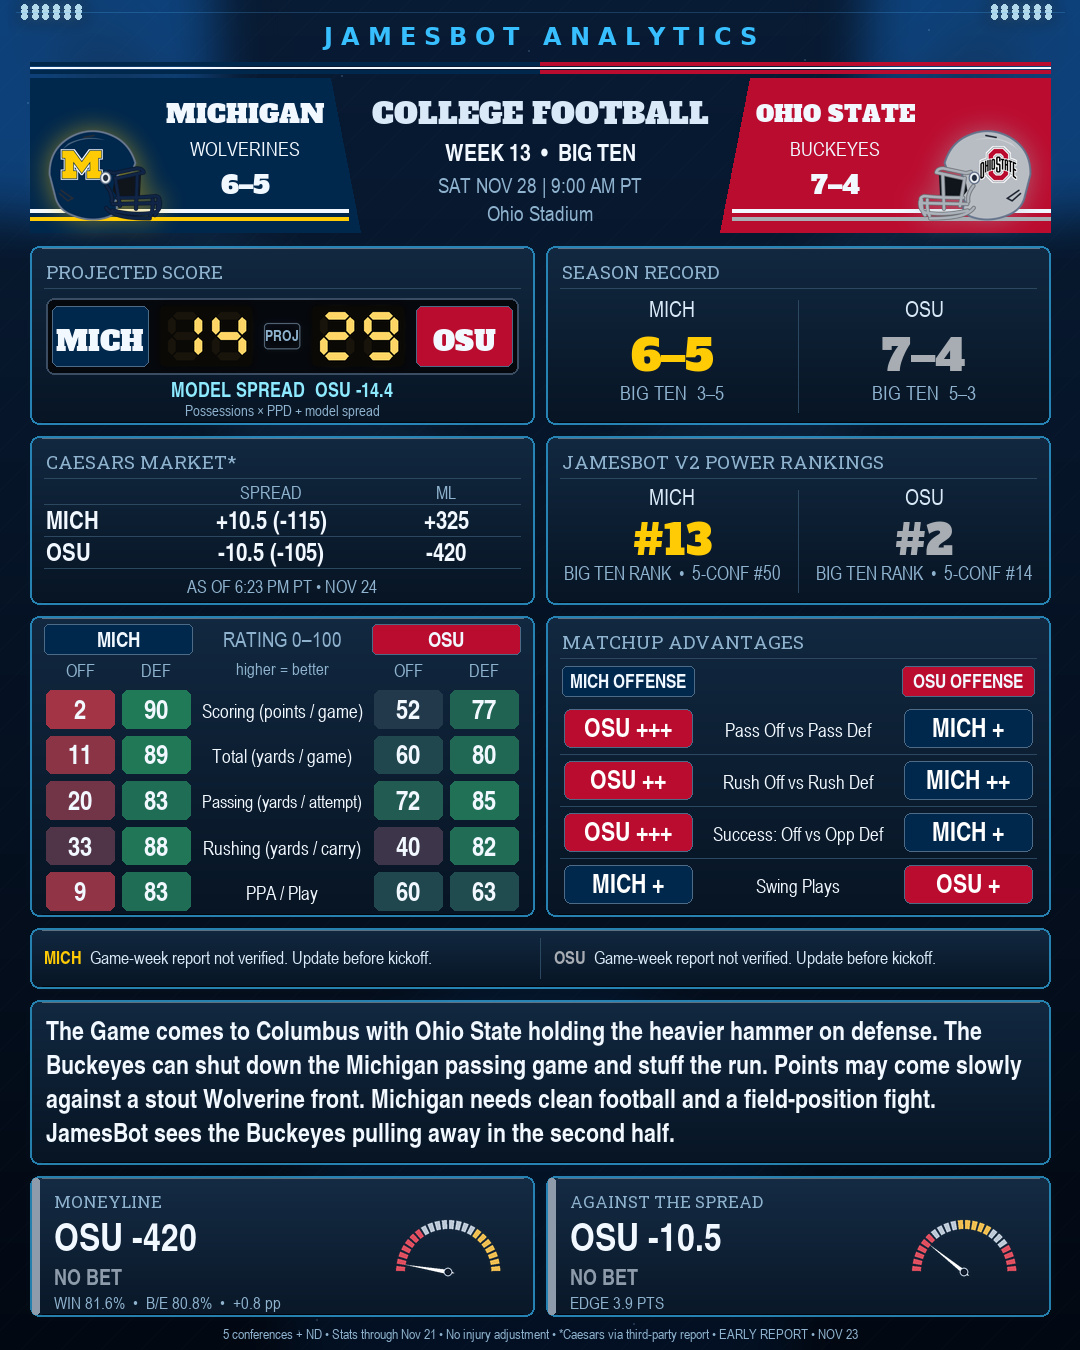 JAMESBOT ANALYTICS
MICHIGAN
WOLVERINES
6–5
M
COLLEGE FOOTBALL
WEEK 13 • BIG TEN
SAT NOV 28 | 9:00 AM PT
Ohio Stadium
OHIO STATE
BUCKEYES
7–4
OHIO STATE
PROJECTED SCORE
MICH 14 PROJ 29 OSU
MODEL SPREAD OSU -14.4
Possessions × PPD + model spread
SEASON RECORD
MICH OSU
6–5 7–4
BIG TEN 3–5 BIG TEN 5–3
CAESARS MARKET*
SPREAD ML
MICH +10.5 (-115) +325
OSU -10.5 (-105) -420
AS OF 6:23 PM PT • NOV 24
JAMESBOT V2 POWER RANKINGS
MICH OSU
#13 #2
BIG TEN RANK • 5-CONF #50 BIG TEN RANK • 5-CONF #14
MICH RATING 0–100 OSU
OFF DEF higher = better OFF DEF
2 90 Scoring (points / game) 52 77
11 89 Total (yards / game) 60 80
20 83 Passing (yards / attempt) 72 85
33 88 Rushing (yards / carry) 40 82
9 83 PPA / Play 60 63
MATCHUP ADVANTAGES
MICH OFFENSE OSU OFFENSE
OSU +++ Pass Off vs Pass Def MICH +
OSU ++ Rush Off vs Rush Def MICH ++
OSU +++ Success: Off vs Opp Def MICH +
MICH + Swing Plays OSU +
MICH Game-week report not verified. Update before kickoff.
OSU Game-week report not verified. Update before kickoff.
The Game comes to Columbus with Ohio State holding the heavier hammer on defense. The
Buckeyes can shut down the Michigan passing game and stuff the run. Points may come slowly
against a stout Wolverine front. Michigan needs clean football and a field-position fight.
JamesBot sees the Buckeyes pulling away in the second half.
MONEYLINE
OSU -420
NO BET
WIN 81.6% • B/E 80.8% • +0.8 pp
AGAINST THE SPREAD
OSU -10.5
NO BET
EDGE 3.9 PTS
5 conferences + ND • Stats through Nov 21 • No injury adjustment • *Caesars via third-party report • EARLY REPORT • NOV 23